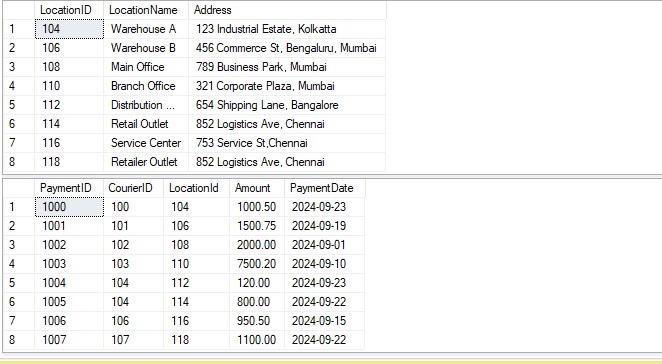 LocationID LocationName Address
1 104 Warehouse A 123 Industrial Estate, Kolkatta
2 106 Warehouse B 456 Commerce St, Bengaluru, Mumbai
3 108 Main Office 789 Business Park, Mumbai
4 110 Branch Office 321 Corporate Plaza, Mumbai
5 112 Distribution ... 654 Shipping Lane, Bangalore
6 114 Retail Outlet 852 Logistics Ave, Chennai
7 116 Service Center 753 Service St,Chennai
8 118 Retailer Outlet 852 Logistics Ave, Chennai
PaymentID CourierID LocationId Amount PaymentDate
1 1000 100 104 1000.50 2024-09-23
2 1001 101 106 1500.75 2024-09-19
3 1002 102 108 2000.00 2024-09-01
4 1003 103 110 7500.20 2024-09-10
5 1004 104 112 120.00 2024-09-23
6 1005 104 114 800.00 2024-09-22
7 1006 106 116 950.50 2024-09-15
8 1007 107 118 1100.00 2024-09-22